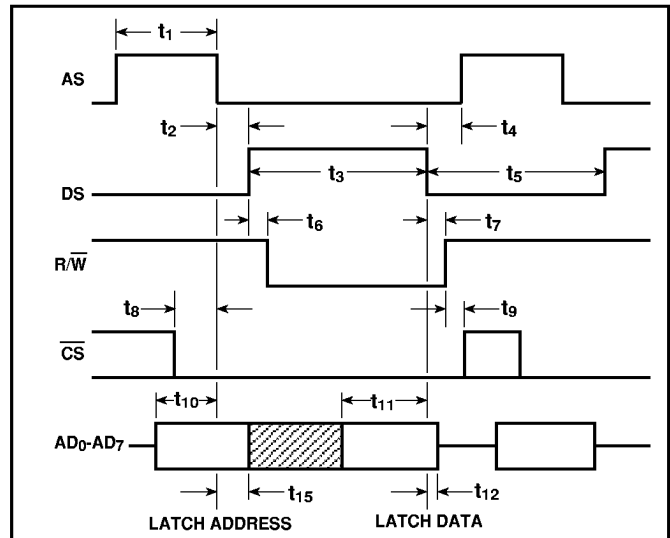 t1
AS
t2
t4
t3
t5
DS
t6
t7
R/W̅
t8
t9
C̅S̅
t10
t11
AD0-AD7
t15
t12
LATCH ADDRESS
LATCH DATA